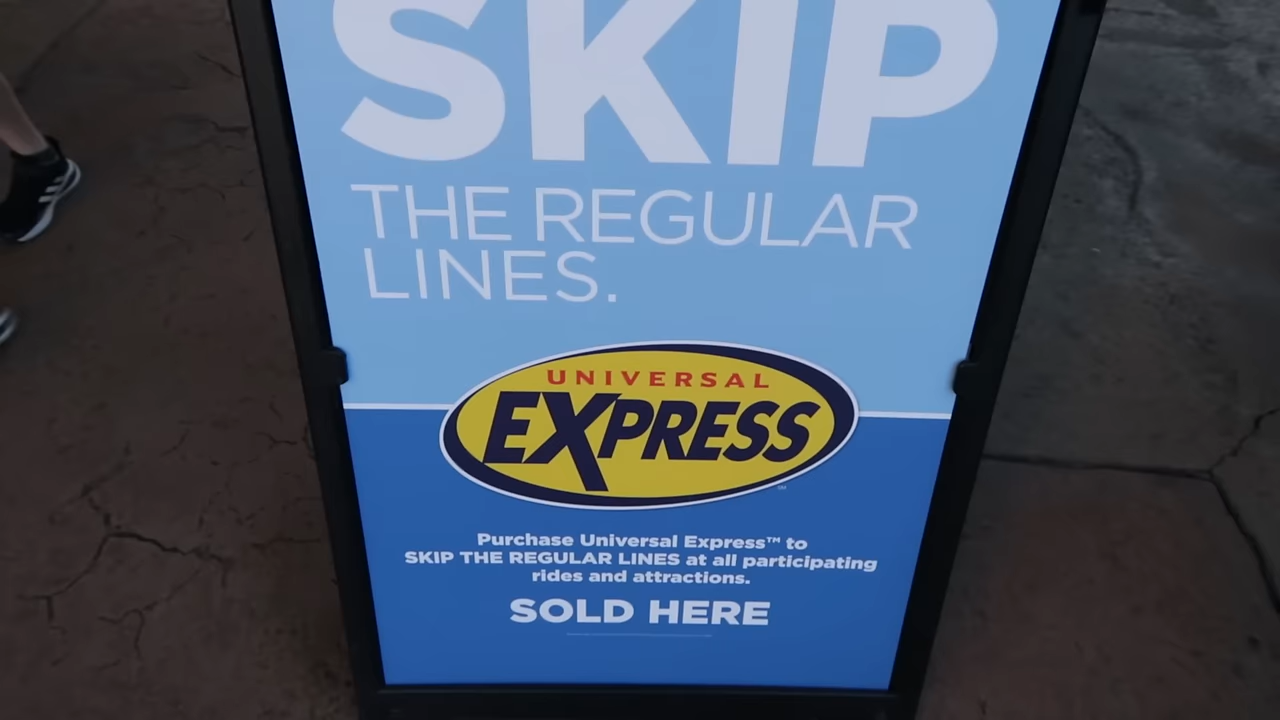 SKIP
THE REGULAR
LINES.
UNIVERSAL
EXPRESS
Purchase Universal Express™ to
SKIP THE REGULAR LINES at all participating
rides and attractions.
SOLD HERE